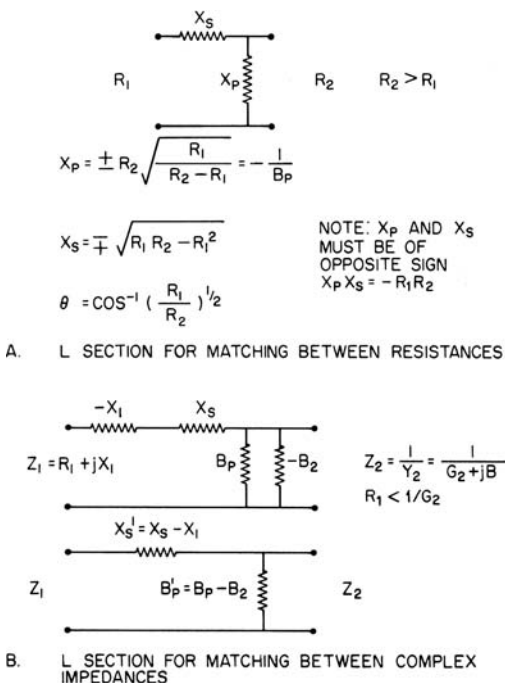 X_S
R_1 X_P R_2 R_2 > R_1
X_P = ± R_2 √(R_1 / (R_2 − R_1)) = − 1 / B_P
X_S = ∓ √(R_1 R_2 − R_1²)
θ = COS⁻¹ (R_1 / R_2)^1/2
NOTE: X_P AND X_S
MUST BE OF
OPPOSITE SIGN
X_P X_S = −R_1 R_2
A. L SECTION FOR MATCHING BETWEEN RESISTANCES
−X_1 X_S
Z_1 = R_1 + jX_1 B_P −B_2 Z_2 = 1 / Y_2 = 1 / (G_2 + jB)
R_1 < 1/G_2
X_S' = X_S − X_1
Z_1 B_P' = B_P − B_2 Z_2
B. L SECTION FOR MATCHING BETWEEN COMPLEX
IMPEDANCES